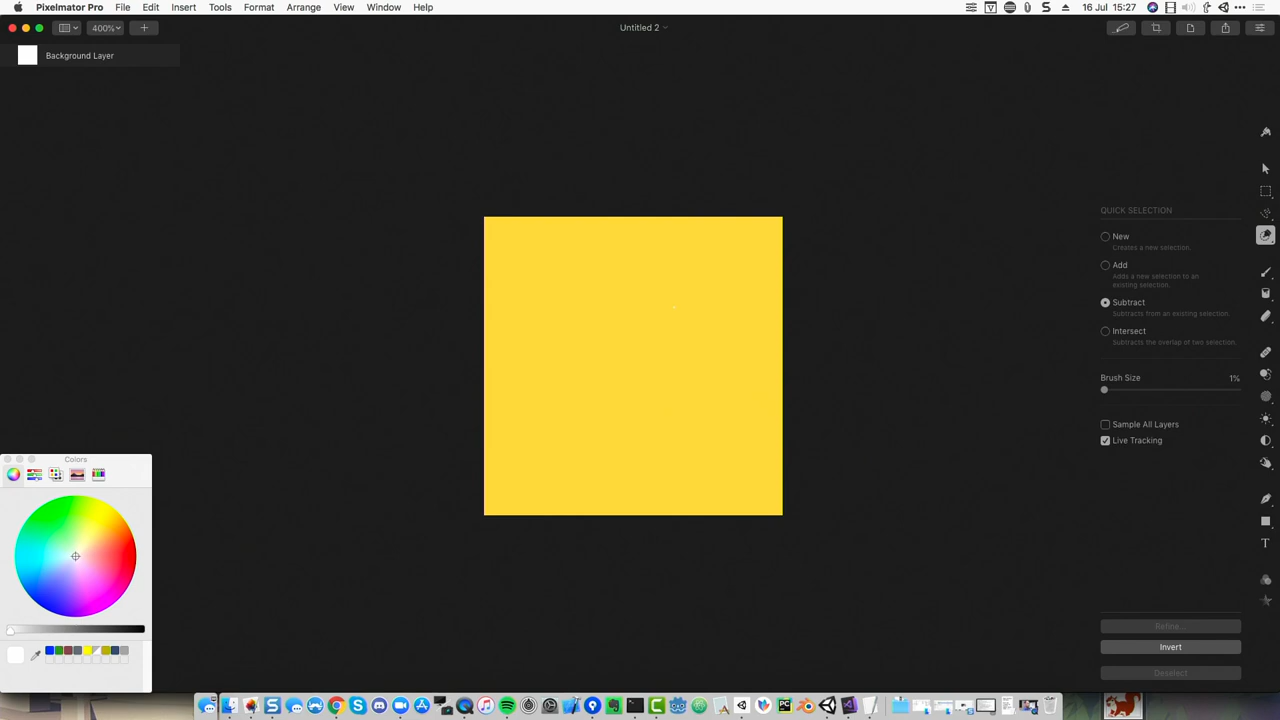 Pixelmator Pro File Edit Insert Tools Format Arrange View Window Help 16 Jul 15:27
400% Untitled 2
Background Layer
QUICK SELECTION
New
Creates a new selection.
Add
Adds a new selection to an
existing selection.
Subtract
Subtracts from an existing selection.
Intersect
Subtracts the overlap of two selection.
Brush Size 1%
Sample All Layers
Live Tracking
Colors
Refine...
Invert
Deselect